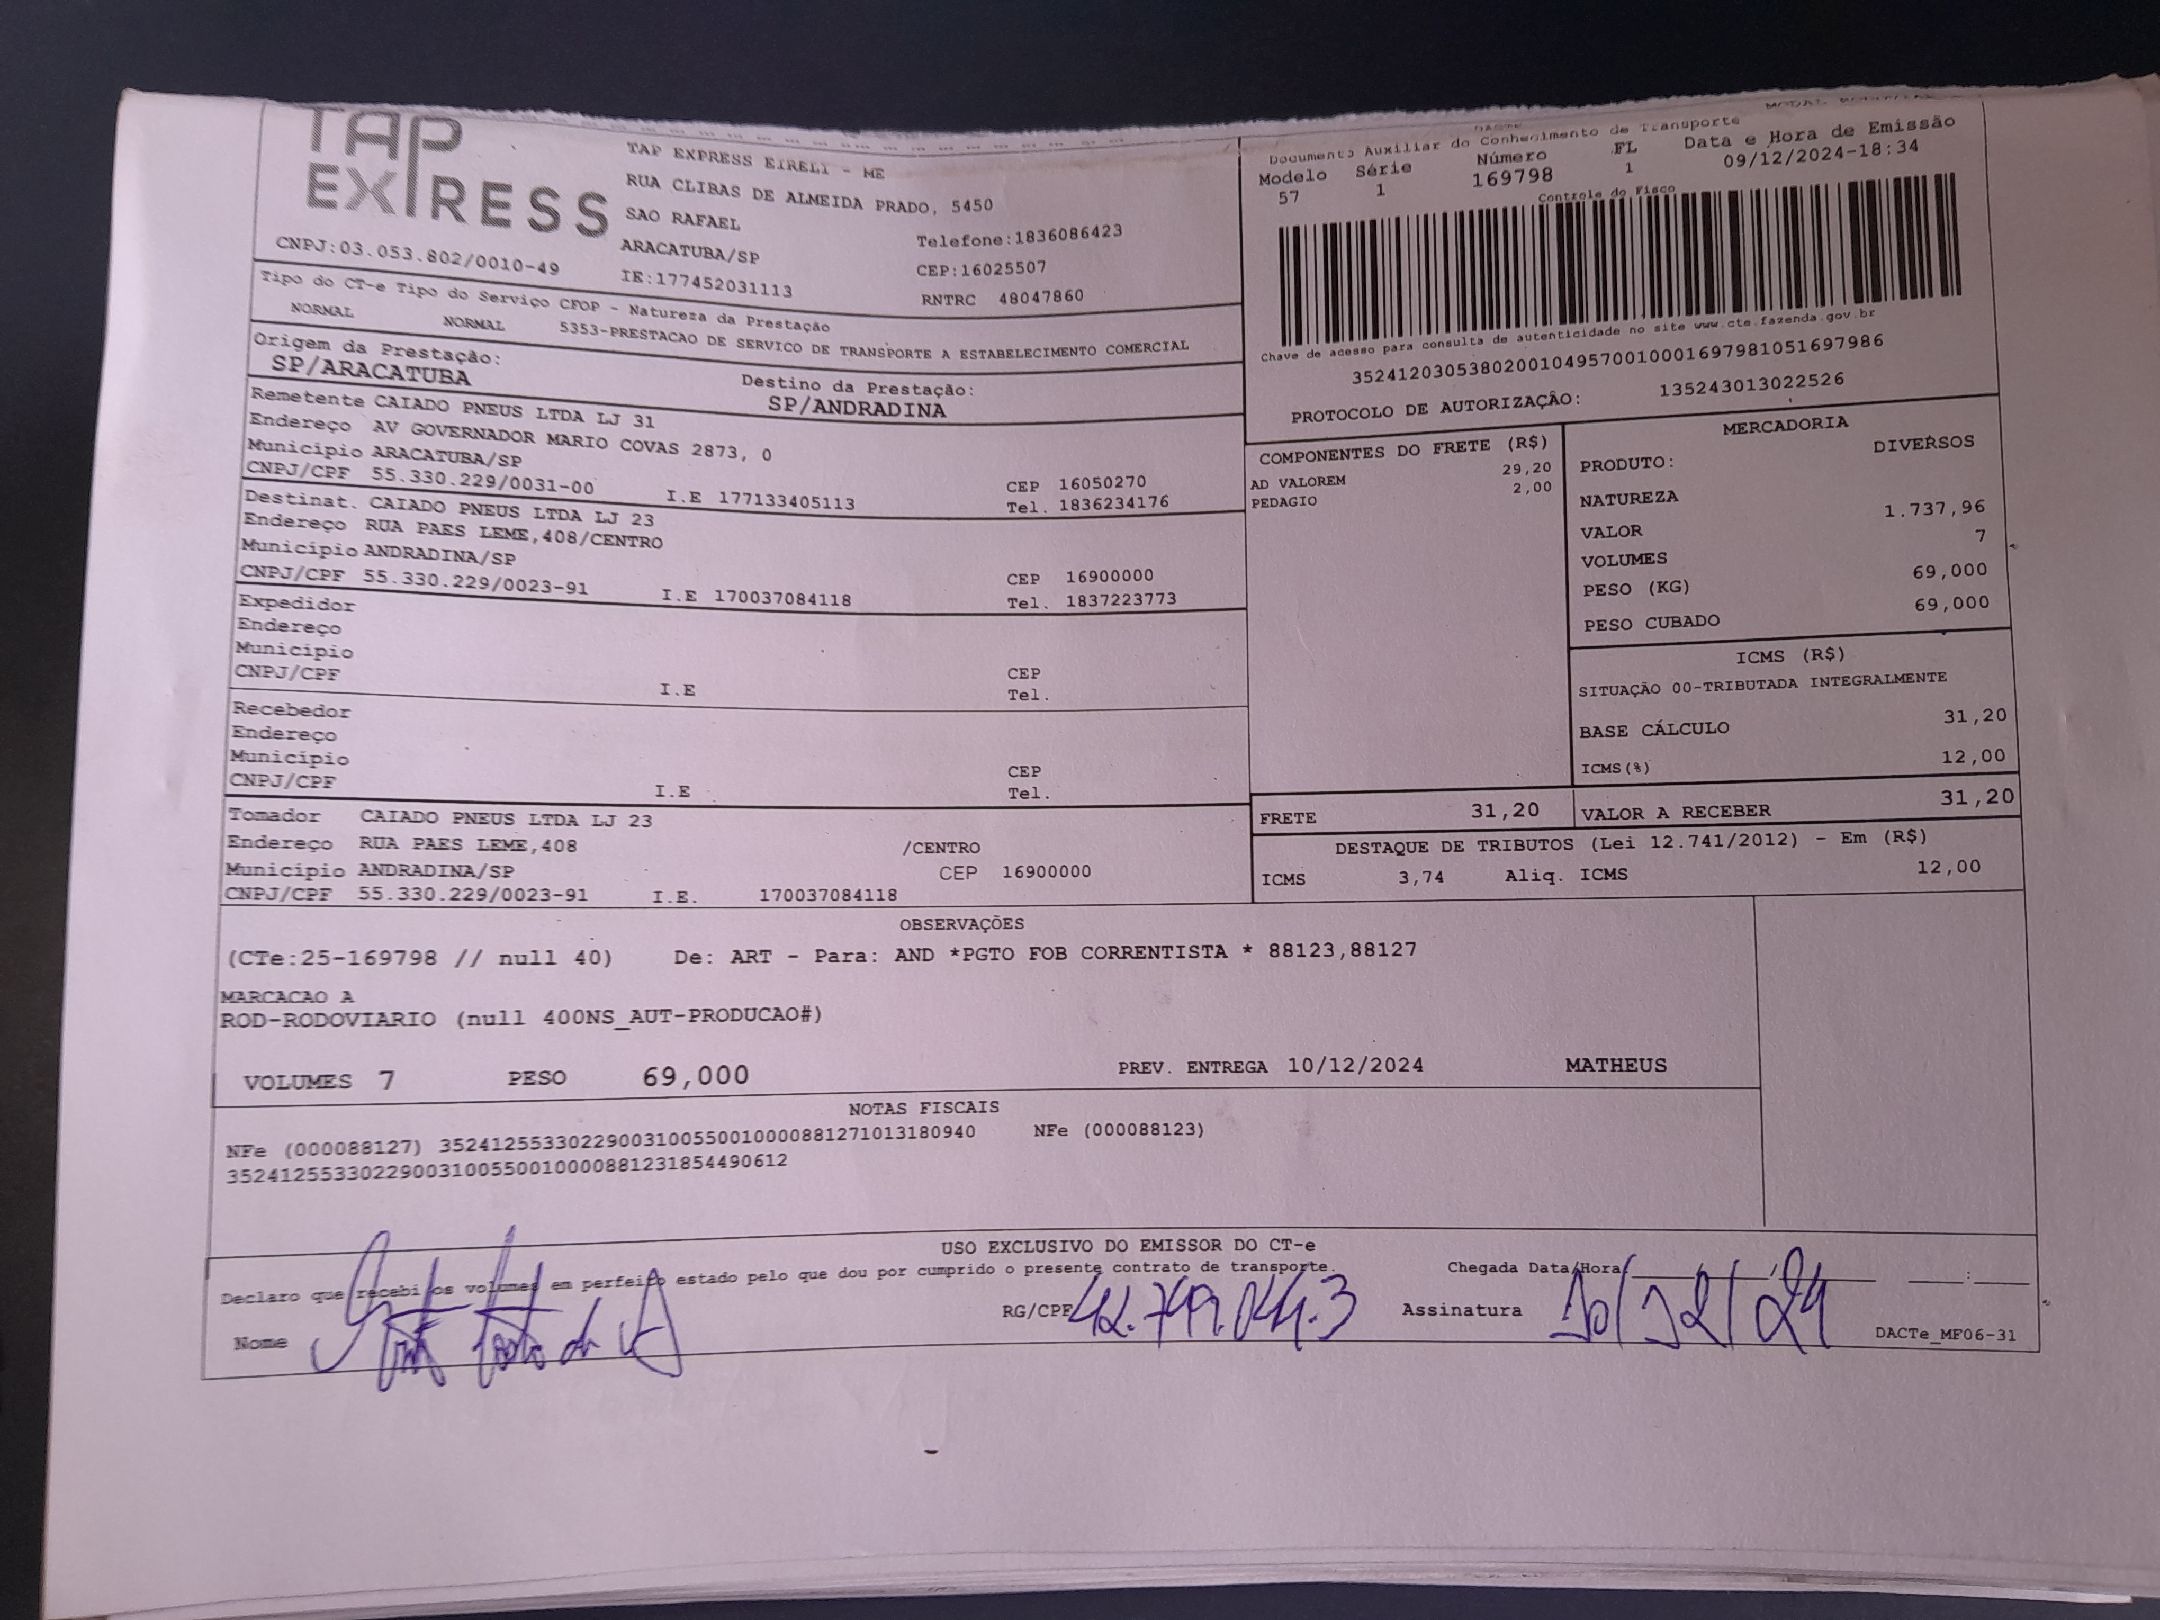 TAP
EXPRESS
CNPJ:03.053.802/0010-49
TAP EXPRESS EIRELI - ME
RUA CLIBAS DE ALMEIDA PRADO, 5450
SAO RAFAEL
ARACATUBA/SP
IE:177452031113
Telefone:1836086423
CEP:16025507
RNTRC 48047860
Documento Auxiliar do Conhecimento de Transporte
Modelo Série Número FL Data e Hora de Emissão
57 1 169798 1 09/12/2024-18:34
Controle do Fisco
Chave de acesso para consulta de autenticidade no site www.cte.fazenda.gov.br
35241203053802001049570010001697981051697986
PROTOCOLO DE AUTORIZAÇÃO: 135243013022526
Tipo do CT-e Tipo do Serviço CFOP - Natureza da Prestação
NORMAL NORMAL 5353-PRESTACAO DE SERVICO DE TRANSPORTE A ESTABELECIMENTO COMERCIAL
Origem da Prestação: Destino da Prestação:
SP/ARACATUBA SP/ANDRADINA
Remetente CAIADO PNEUS LTDA LJ 31
Endereço AV GOVERNADOR MARIO COVAS 2873, 0
Município ARACATUBA/SP CEP 16050270
CNPJ/CPF 55.330.229/0031-00 I.E 177133405113 Tel. 1836234176
Destinat. CAIADO PNEUS LTDA LJ 23
Endereço RUA PAES LEME,408/CENTRO
Município ANDRADINA/SP CEP 16900000
CNPJ/CPF 55.330.229/0023-91 I.E 170037084118 Tel. 1837223773
Expedidor
Endereço
Município CEP
CNPJ/CPF I.E Tel.
Recebedor
Endereço
Município CEP
CNPJ/CPF I.E Tel.
Tomador CAIADO PNEUS LTDA LJ 23
Endereço RUA PAES LEME,408 /CENTRO
Município ANDRADINA/SP CEP 16900000
CNPJ/CPF 55.330.229/0023-91 I.E. 170037084118
COMPONENTES DO FRETE (R$)
AD VALOREM 29,20
PEDAGIO 2,00
MERCADORIA
PRODUTO: DIVERSOS
NATUREZA
VALOR 1.737,96
VOLUMES 7
PESO (KG) 69,000
PESO CUBADO 69,000
ICMS (R$)
SITUAÇÃO 00-TRIBUTADA INTEGRALMENTE
BASE CÁLCULO 31,20
ICMS(%) 12,00
FRETE 31,20 VALOR A RECEBER 31,20
DESTAQUE DE TRIBUTOS (Lei 12.741/2012) - Em (R$)
ICMS 3,74 Aliq. ICMS 12,00
OBSERVAÇÕES
(CTe:25-169798 // null 40) De: ART - Para: AND *PGTO FOB CORRENTISTA * 88123,88127
MARCACAO A
ROD-RODOVIARIO (null 400NS_AUT-PRODUCAO#)
VOLUMES 7 PESO 69,000 PREV. ENTREGA 10/12/2024 MATHEUS
NOTAS FISCAIS
NFe (000088127) 35241255330229003100550010000881271013180940 NFe (000088123)
35241255330229003100550010000881231854490612
USO EXCLUSIVO DO EMISSOR DO CT-e
Declaro que recebi os volumes em perfeito estado pelo que dou por cumprido o presente contrato de transporte. Chegada Data/Hora
Nome RG/CPF 42.749.044.3 Assinatura 10/12/24
DACTe_MF06-31